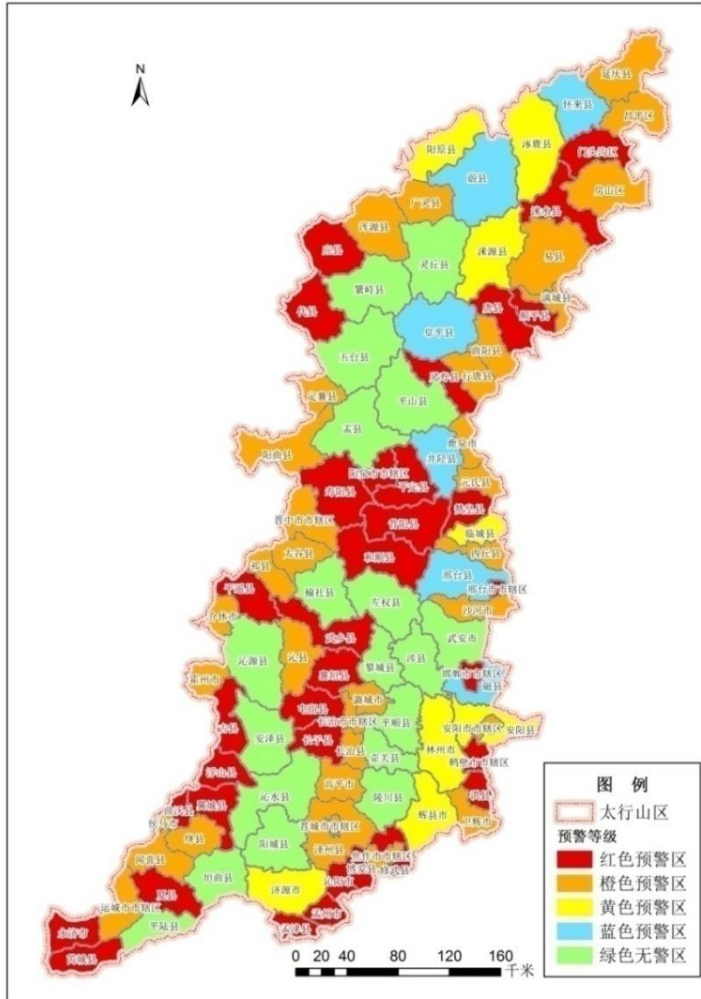 N
延庆县
怀来县
昌平区
涿鹿县
阳原县
门头沟区
蔚县
房山区
广灵县
涞水县
浑源县
应县
涞源县
易县
灵丘县
繁峙县
满城县
代县
唐县
顺平县
阜平县
五台县
曲阳县
灵寿县
行唐县
定襄县
平山县
盂县
鹿泉市
阳曲县
井陉县
阳泉市市辖区
元氏县
寿阳县
平定县
赞皇县
晋中市市辖区
昔阳县
临城县
太谷县
和顺县
内丘县
祁县
邢台县
平遥县
榆社县
邢台市市辖区
左权县
沙河市
介休市
武乡县
武安市
沁源县
沁县
黎城县
涉县
襄垣县
邯郸市市辖区
霍州市
磁县
屯留县
潞城市
古县
长治市市辖区
平顺县
安泽县
长子县
安阳市市辖区
安阳县
长治县
林州市
壶关县
鹤壁市市辖区
浮山县
高平市
沁水县
陵川县
淇县
曲沃县
翼城县
辉县市
侯马市
晋城市市辖区
卫辉市
绛县
阳城县
泽州县
焦作市市辖区
闻喜县
博爱县
修武县
垣曲县
沁阳市
夏县
济源市
运城市市辖区
孟州市
永济市
平陆县
孟津县
芮城县
0 20 40 80 120 160
千米
图 例
太行山区
预警等级
红色预警区
橙色预警区
黄色预警区
蓝色预警区
绿色无警区